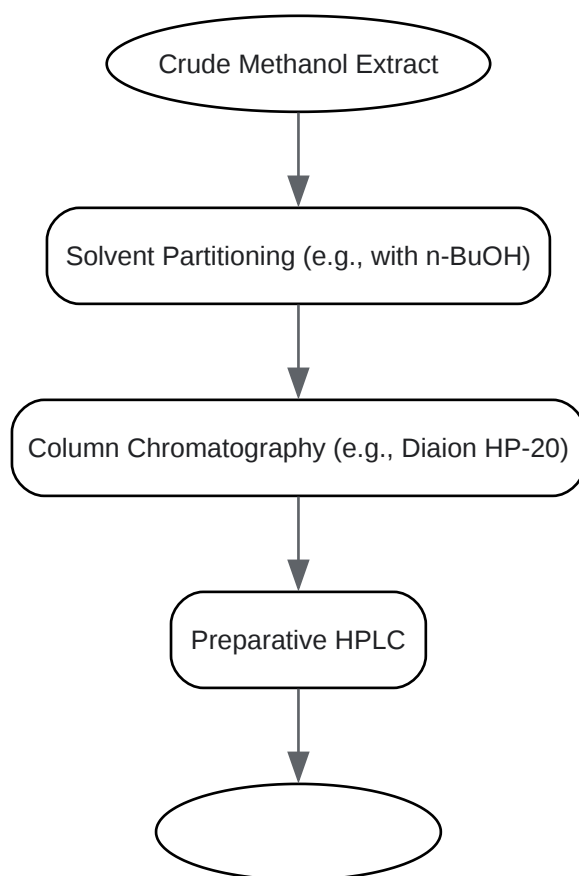 Crude Methanol Extract
Solvent Partitioning (e.g., with n-BuOH)
Column Chromatography (e.g., Diaion HP-20)
Preparative HPLC